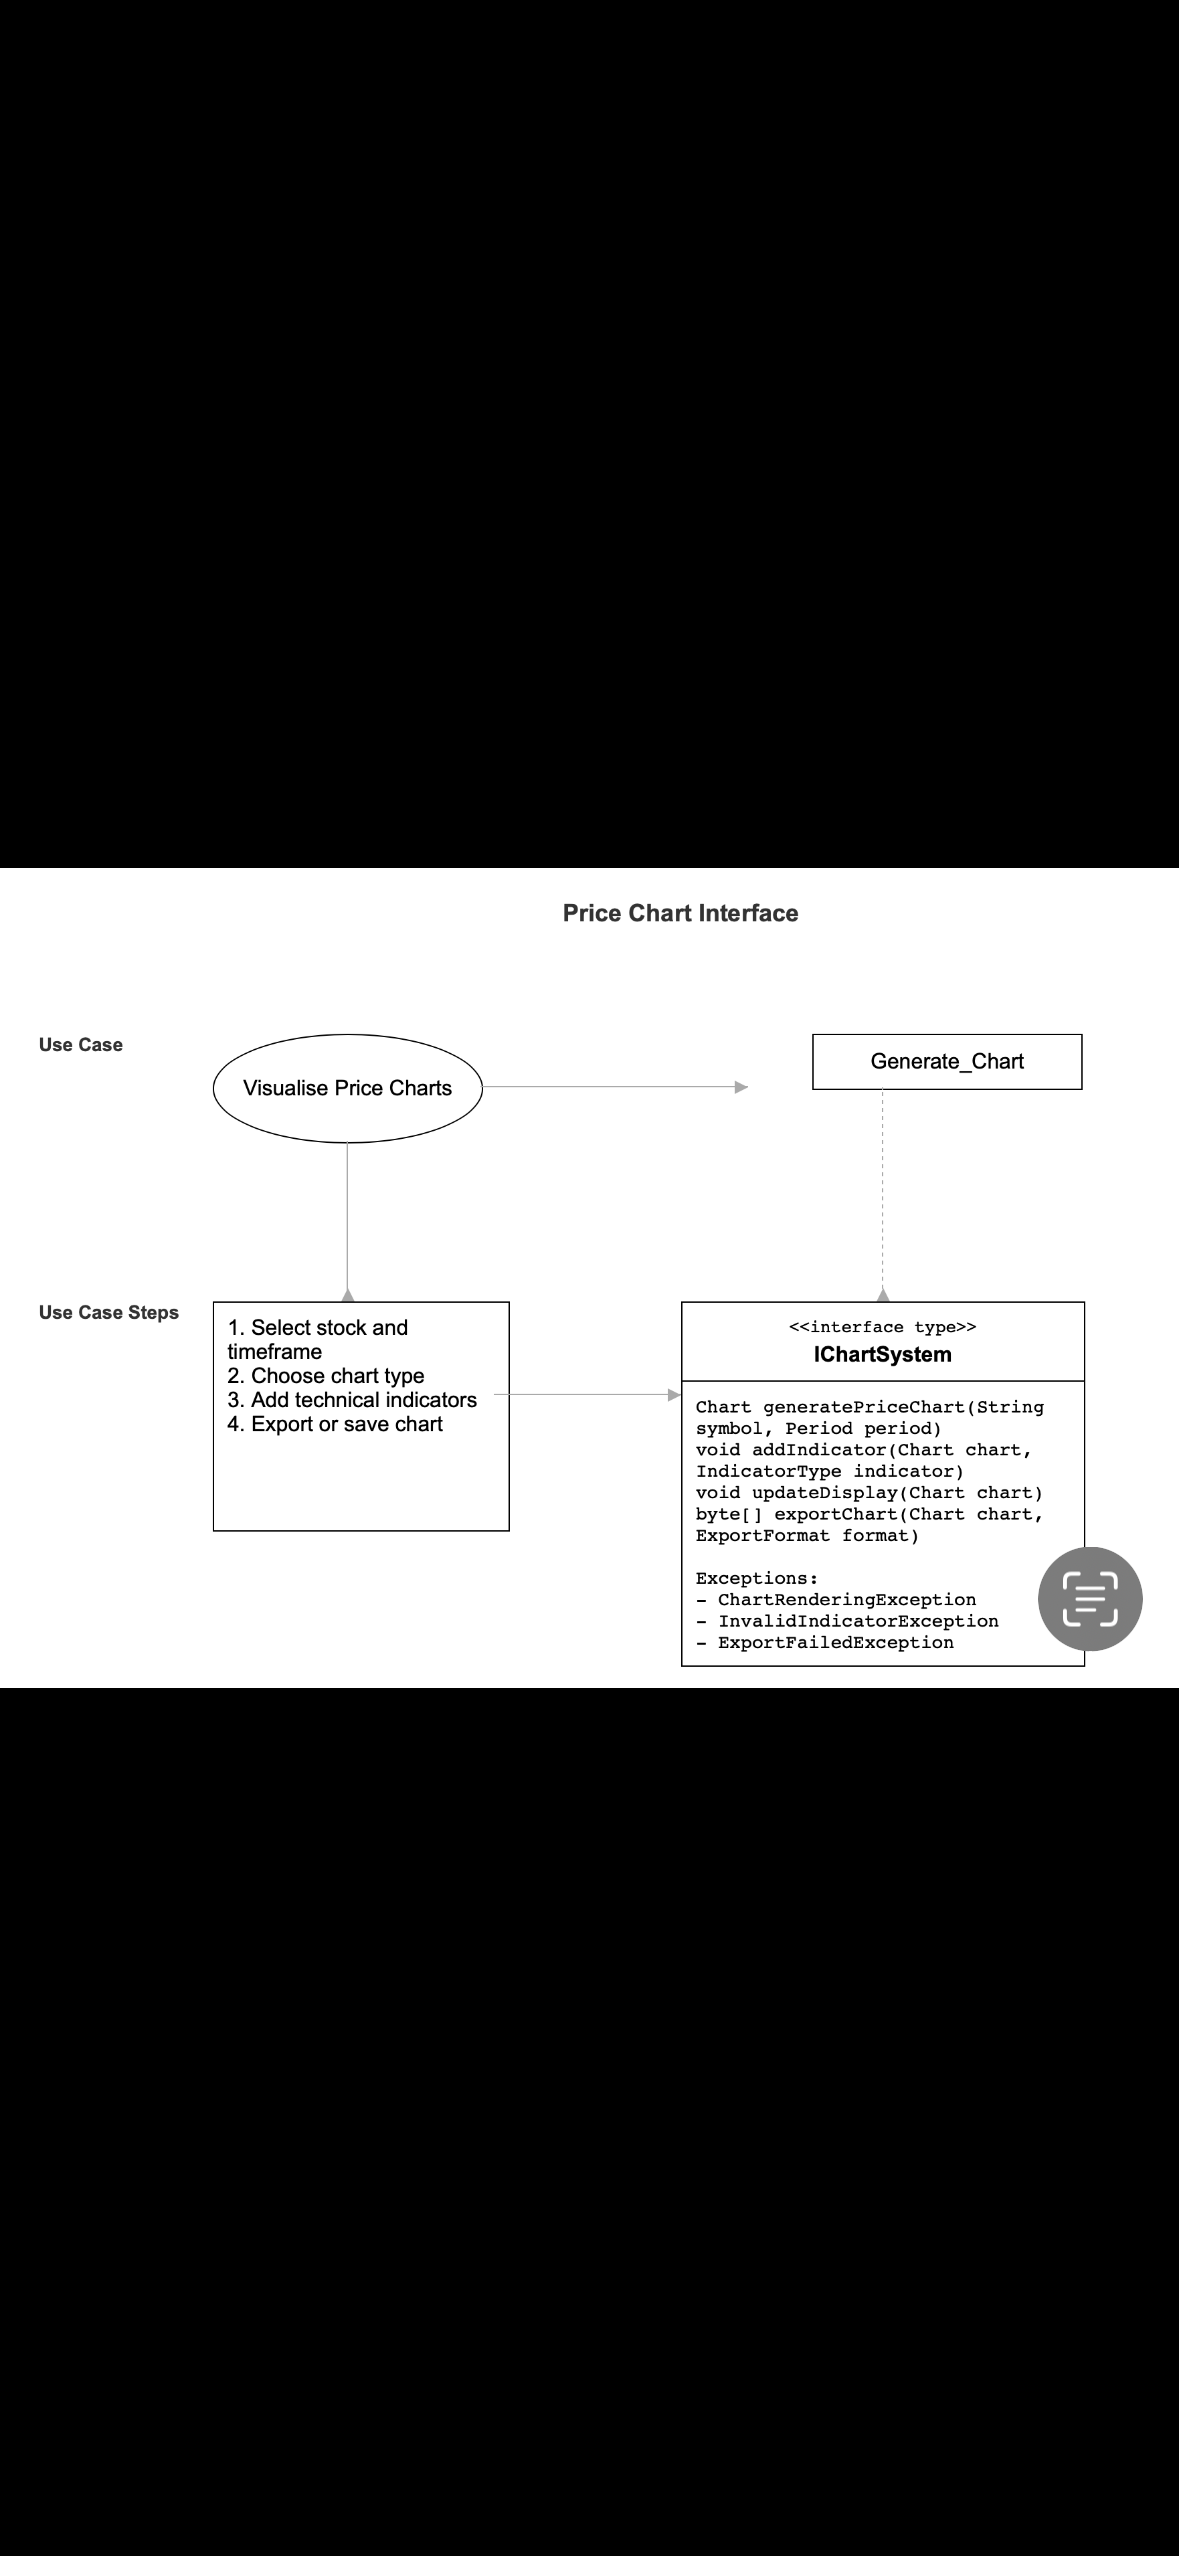 Price Chart Interface
Use Case
Visualise Price Charts
Generate_Chart
Use Case Steps
1. Select stock and
timeframe
2. Choose chart type
3. Add technical indicators
4. Export or save chart
<<interface type>>
IChartSystem
Chart generatePriceChart(String
symbol, Period period)
void addIndicator(Chart chart,
IndicatorType indicator)
void updateDisplay(Chart chart)
byte[] exportChart(Chart chart,
ExportFormat format)
Exceptions:
- ChartRenderingException
- InvalidIndicatorException
- ExportFailedException